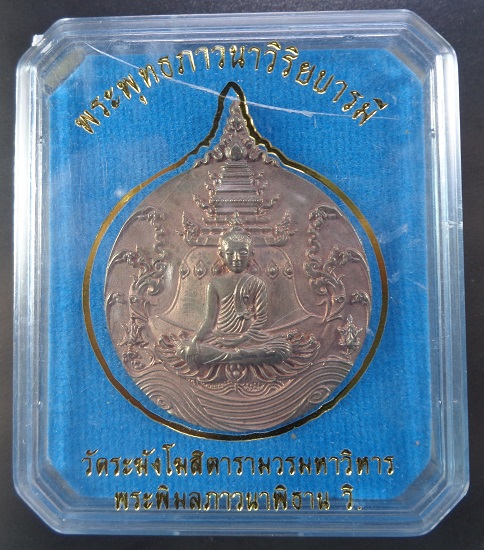 พระพุทธภาวนาวิริยบารมี
วัดระฆังโฆสิตารามวรมหาวิหาร
พระพิมลภาวนาพิธาน วิ.